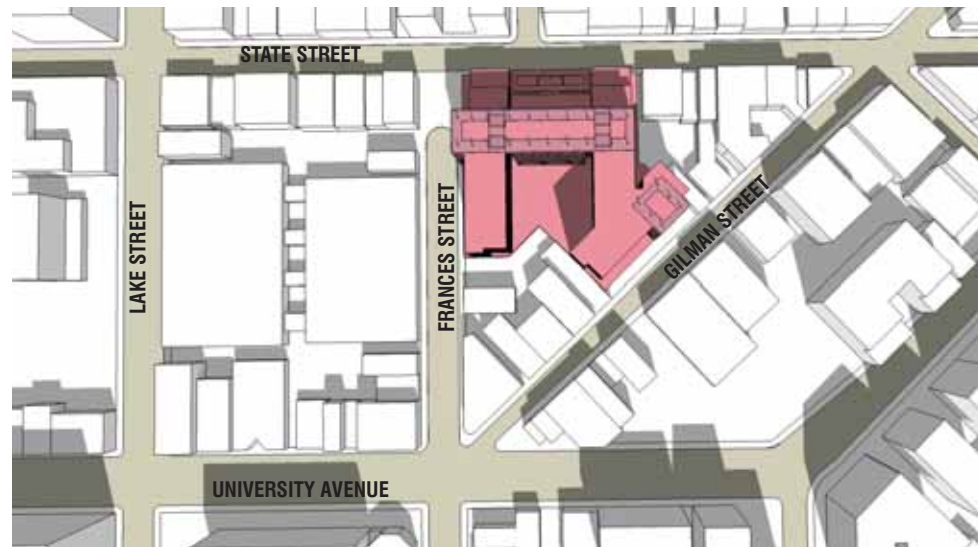 STATE STREET
LAKE STREET
FRANCES STREET
GILMAN STREET
UNIVERSITY AVENUE